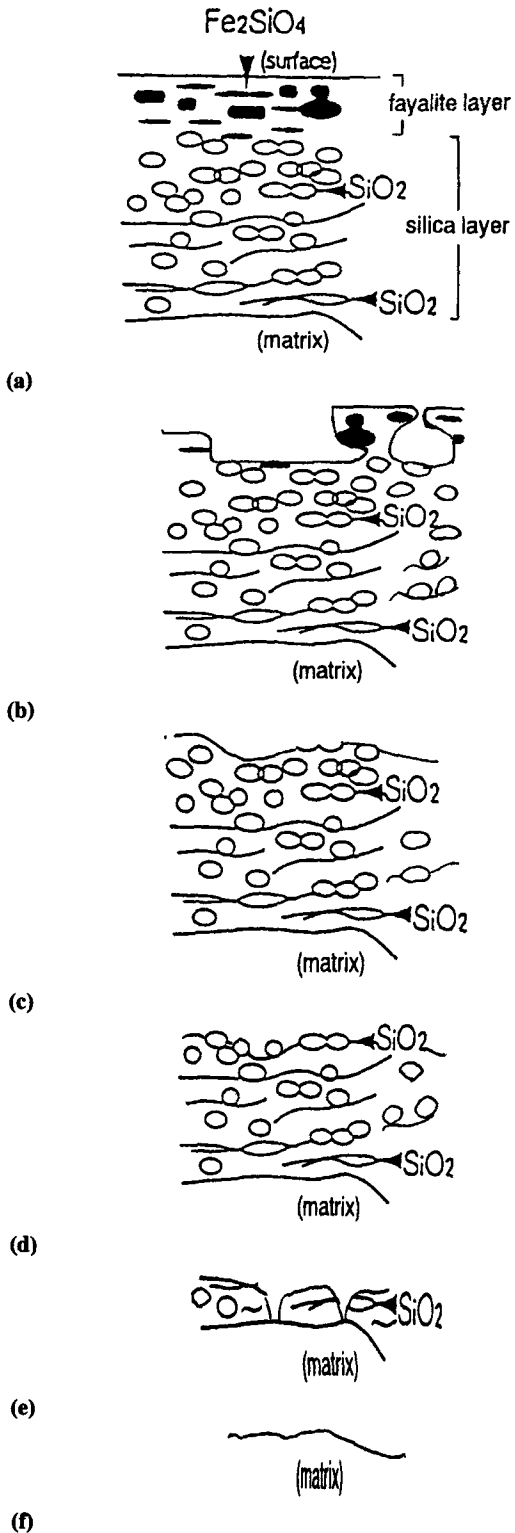 Fe₂SiO₄
(surface)
fayalite layer
SiO₂
silica layer
SiO₂
(matrix)
(a)
SiO₂
SiO₂
(matrix)
(b)
SiO₂
SiO₂
(matrix)
(c)
SiO₂
SiO₂
(matrix)
(d)
SiO₂
(matrix)
(e)
(matrix)
(f)